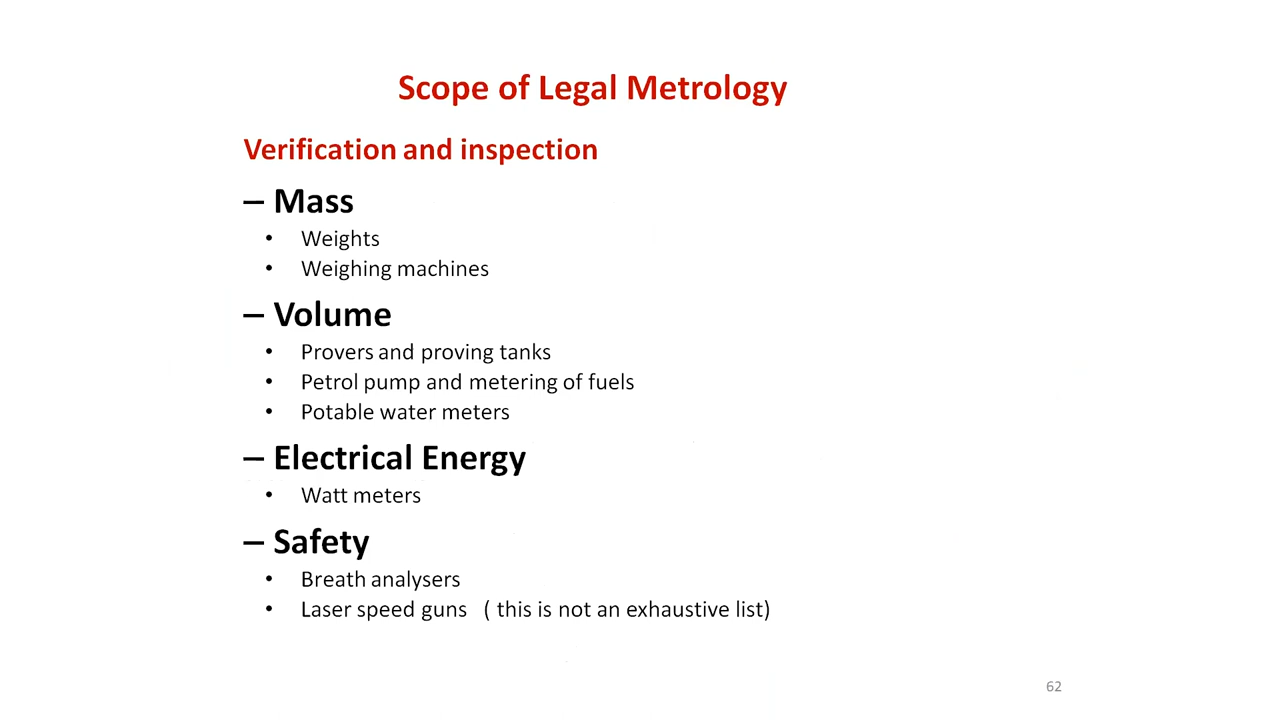 Scope of Legal Metrology
Verification and inspection
– Mass
• Weights
• Weighing machines
– Volume
• Provers and proving tanks
• Petrol pump and metering of fuels
• Potable water meters
– Electrical Energy
• Watt meters
– Safety
• Breath analysers
• Laser speed guns ( this is not an exhaustive list)
62